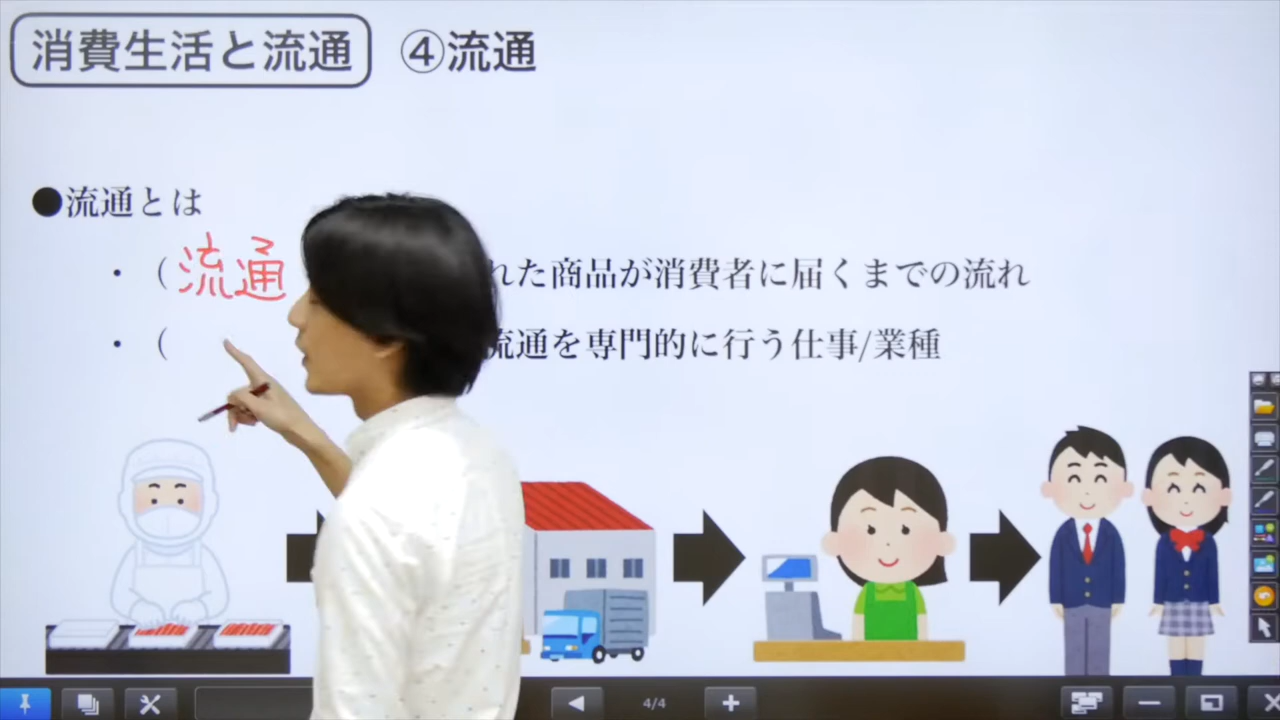 消費生活と流通 ④流通
●流通とは
・（流通 れた商品が消費者に届くまでの流れ
・（ 流通を専門的に行う仕事/業種
4/4